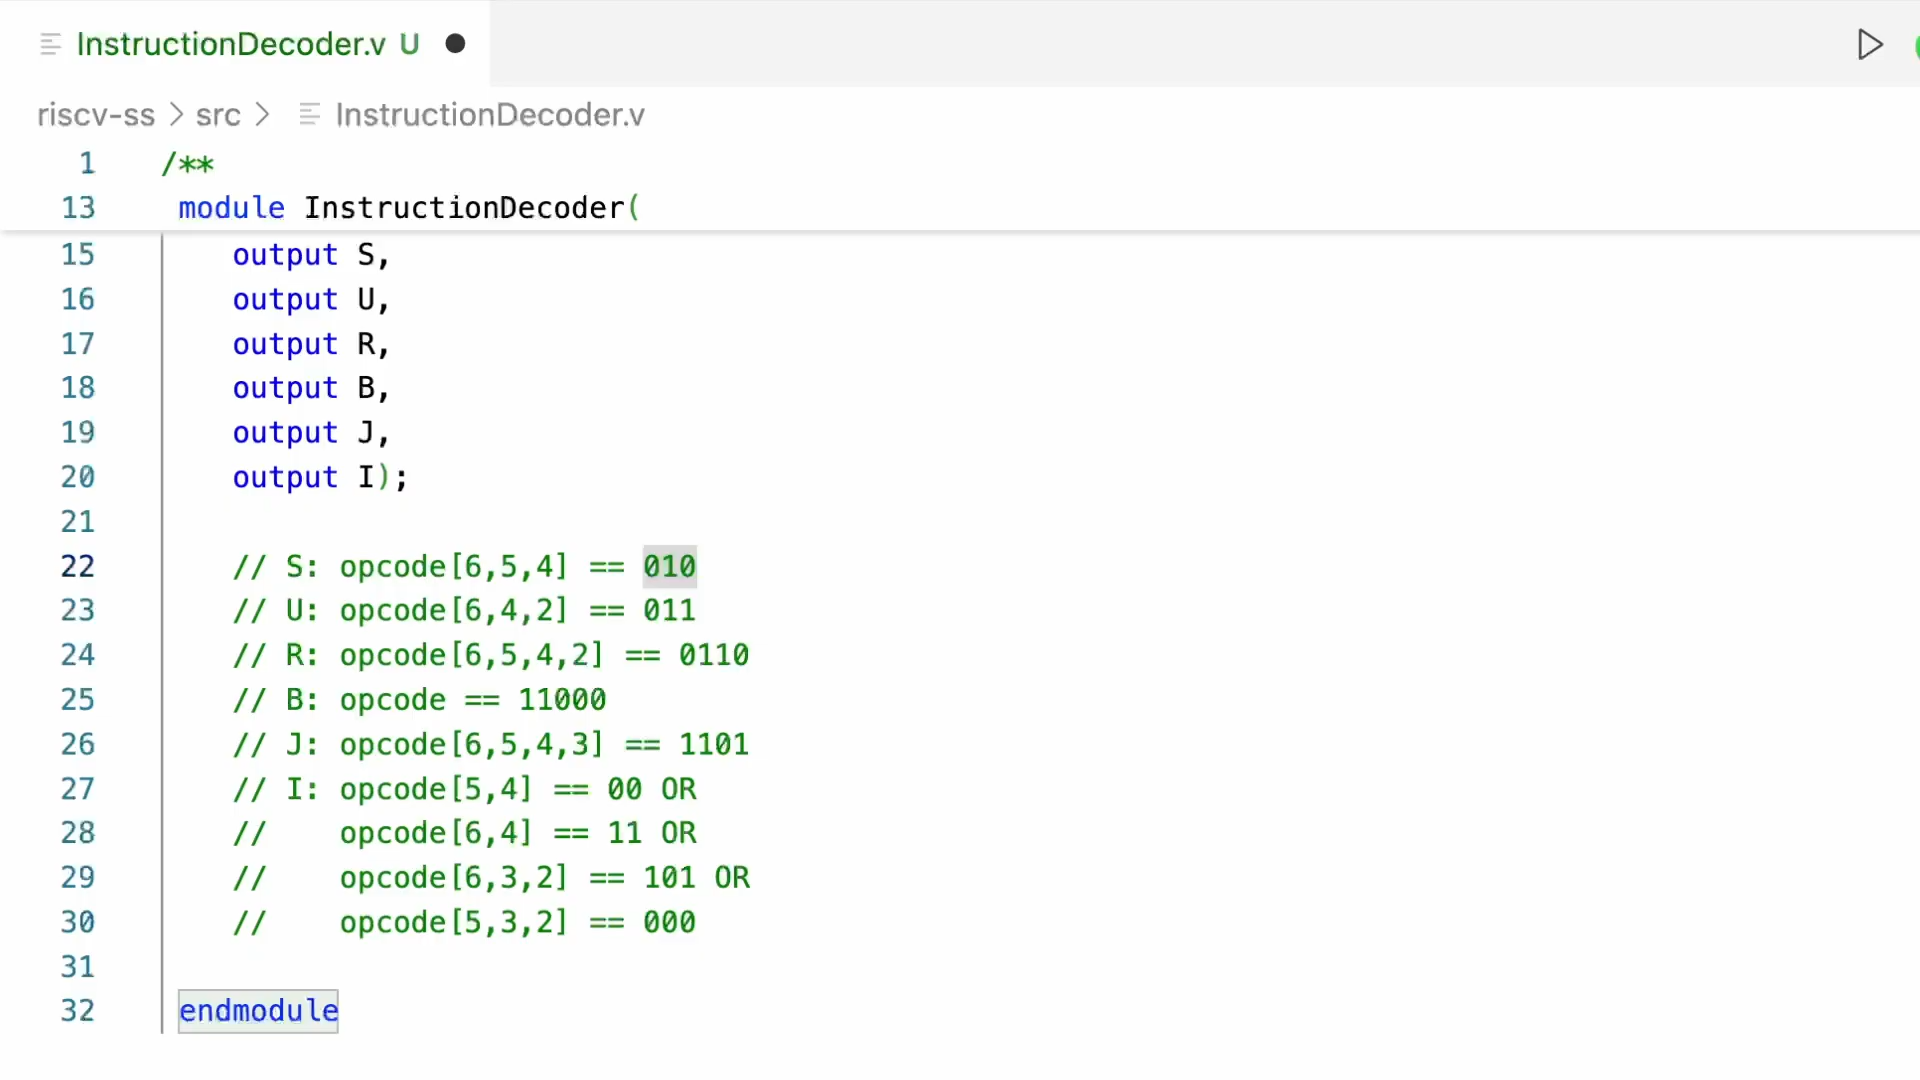 InstructionDecoder.v U
riscv-ss > src > InstructionDecoder.v
1 /**
13 module InstructionDecoder(
15 output S,
16 output U,
17 output R,
18 output B,
19 output J,
20 output I);
21
22 // S: opcode[6,5,4] == 010
23 // U: opcode[6,4,2] == 011
24 // R: opcode[6,5,4,2] == 0110
25 // B: opcode == 11000
26 // J: opcode[6,5,4,3] == 1101
27 // I: opcode[5,4] == 00 OR
28 // opcode[6,4] == 11 OR
29 // opcode[6,3,2] == 101 OR
30 // opcode[5,3,2] == 000
31
32 endmodule